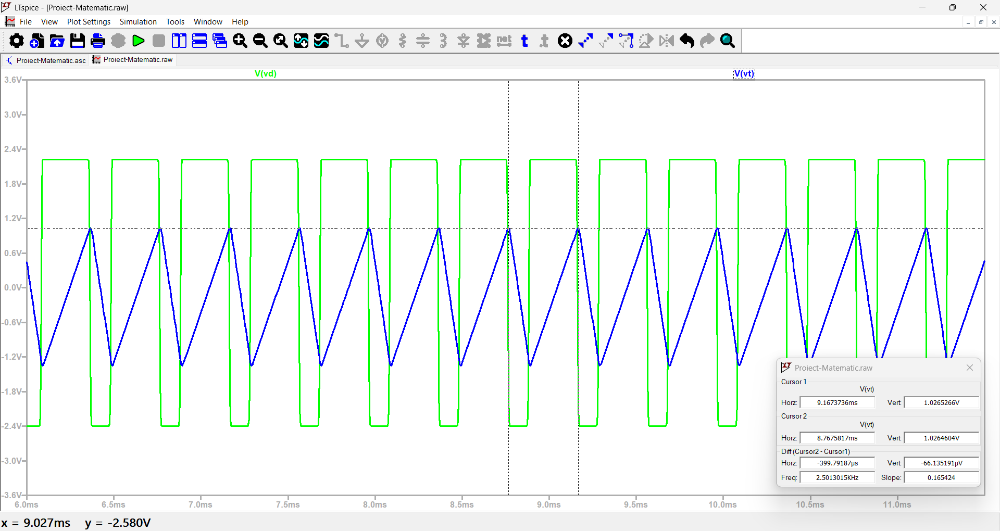 LTspice - [Proiect-Matematic.raw]
File View Plot Settings Simulation Tools Window Help
net t t
Proiect-Matematic.asc Proiect-Matematic.raw
V(vd) V(vt)
3.6V
3.0V
2.4V
1.8V
1.2V
0.6V
0.0V
-0.6V
-1.2V
-1.8V
-2.4V
-3.0V
-3.6V
6.0ms 6.5ms 7.0ms 7.5ms 8.0ms 8.5ms 9.0ms 9.5ms 10.0ms 10.5ms 11.0ms
Proiect-Matematic.raw
Cursor 1
V(vt)
Horz: 9.1673736ms Vert: 1.0265266V
Cursor 2
V(vt)
Horz: 8.7675817ms Vert: 1.0264604V
Diff (Cursor2 - Cursor1)
Horz: -399.79187µs Vert: -66.135191µV
Freq: 2.5013015KHz Slope: 0.165424
x = 9.027ms y = -2.580V